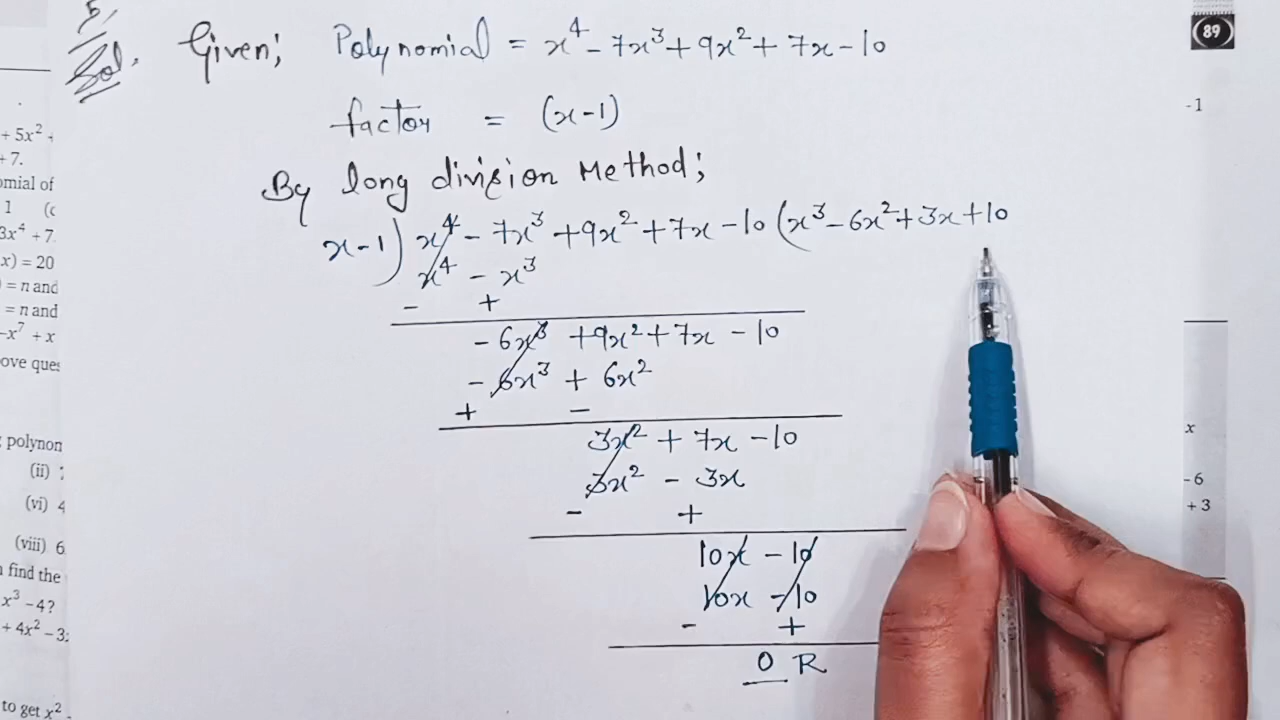 5,
Sol. Given; Polynomial = x⁴ - 7x³ + 9x² + 7x - 10
factor = (x-1)
By long division Method;
x-1) x⁴ - 7x³ + 9x² + 7x - 10 (x³ - 6x² + 3x + 10
x⁴ - x³
- +
- 6x³ + 9x² + 7x - 10
- 6x³ + 6x²
+ -
3x² + 7x - 10
3x² - 3x
- +
10x - 10
10x - 10
- +
0 R
+ 5x² +
+ 7.
omial of
1 (c
3x⁴ + 7
x) = 20
= n and
= n and
-x⁷ + x
ove ques
polynon
(ii) 7
(vi) 4
(viii) 6
find the
x³ - 4?
+ 4x² - 3x
to get x²
89
-1
x
-6
+3